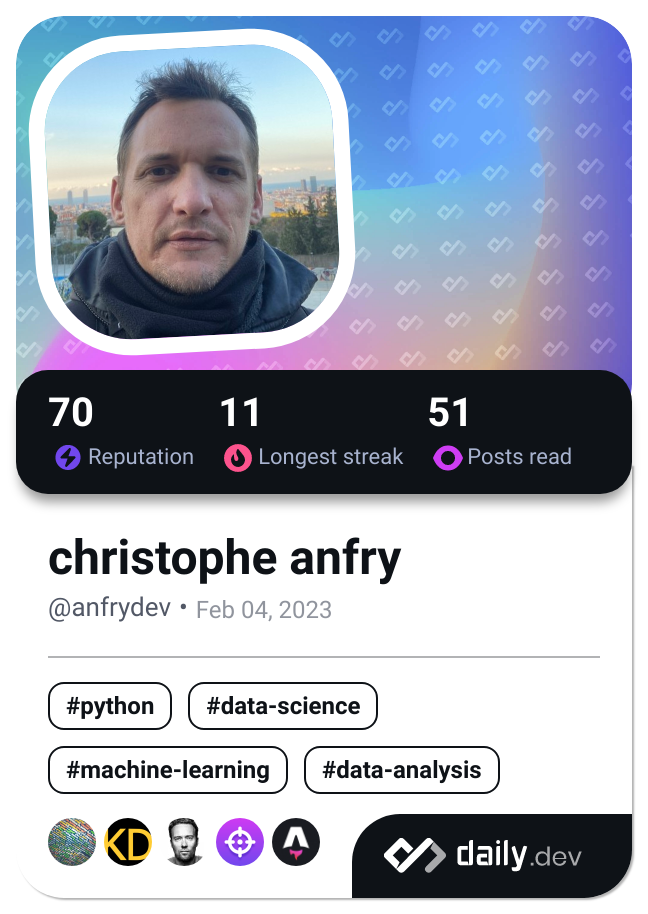 70 11 51
Reputation Longest streak Posts read
christophe anfry
@anfrydev • Feb 04, 2023
#python #data-science
#machine-learning #data-analysis
KD
daily.dev